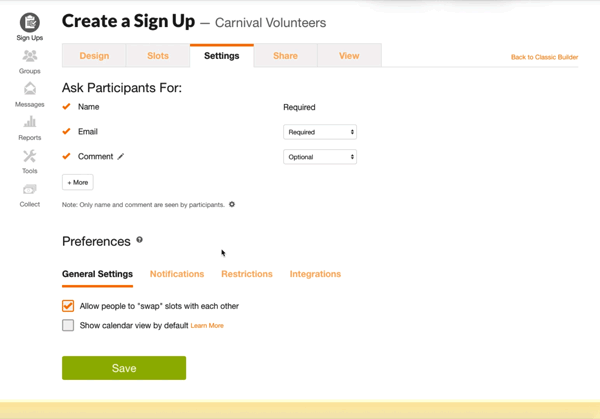 Create a Sign Up — Carnival Volunteers
Sign Ups
Groups
Messages
Reports
Tools
Collect
Design Slots Settings Share View
Back to Classic Builder
Ask Participants For:
Name Required
Email Required
Comment Optional
+ More
Note: Only name and comment are seen by participants.
Preferences ?
General Settings Notifications Restrictions Integrations
Allow people to "swap" slots with each other
Show calendar view by default Learn More
Save